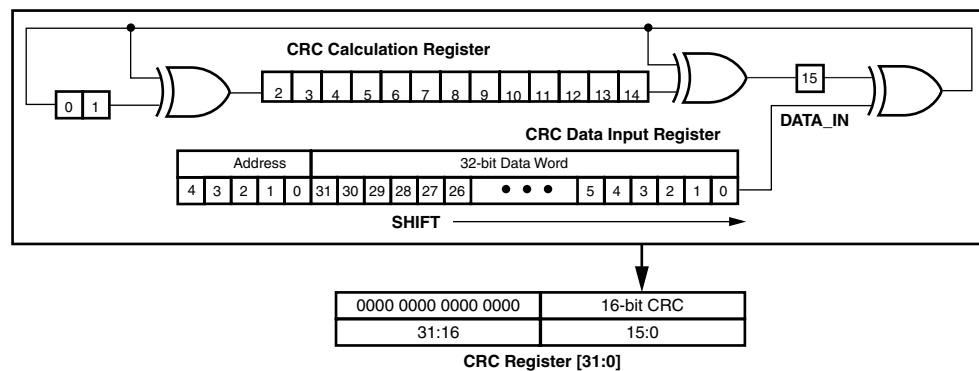 CRC Calculation Register
2 3 4 5 6 7 8 9 10 11 12 13 14
15
0 1
DATA_IN
CRC Data Input Register
Address 32-bit Data Word
4 3 2 1 0 31 30 29 28 27 26 • • • 5 4 3 2 1 0
SHIFT
0000 0000 0000 0000 16-bit CRC
31:16 15:0
CRC Register [31:0]